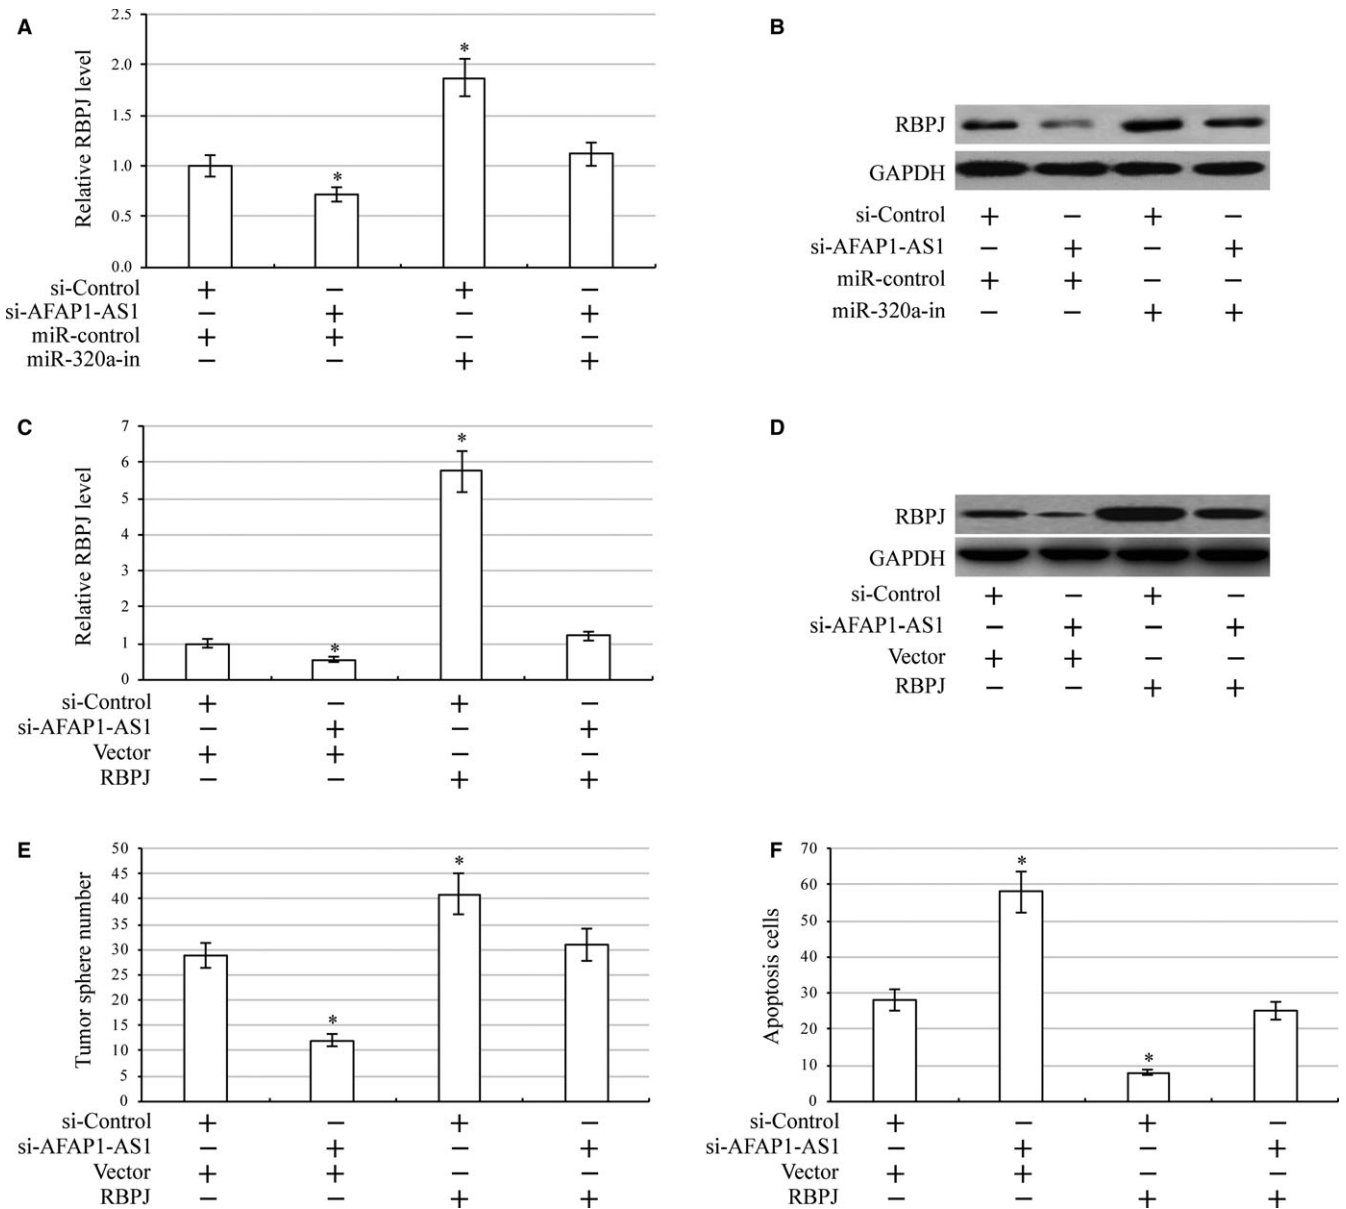 A
Relative RBPJ level
2.5
2.0
1.5
1.0
0.5
0.0
*
*
si-Control + − + −
si-AFAP1-AS1 − + − +
miR-control + + − −
miR-320a-in − − + +
B
RBPJ
GAPDH
si-Control + − + −
si-AFAP1-AS1 − + − +
miR-control + + − −
miR-320a-in − − + +
C
Relative RBPJ level
7
6
5
4
3
2
1
0
*
*
si-Control + − + −
si-AFAP1-AS1 − + − +
Vector + + − −
RBPJ − − + +
D
RBPJ
GAPDH
si-Control + − + −
si-AFAP1-AS1 − + − +
Vector + + − −
RBPJ − − + +
E
Tumor sphere number
50
45
40
35
30
25
20
15
10
5
0
*
*
si-Control + − + −
si-AFAP1-AS1 − + − +
Vector + + − −
RBPJ − − + +
F
Apoptosis cells
70
60
50
40
30
20
10
0
*
*
si-Control + − + −
si-AFAP1-AS1 − + − +
Vector + + − −
RBPJ − − + +